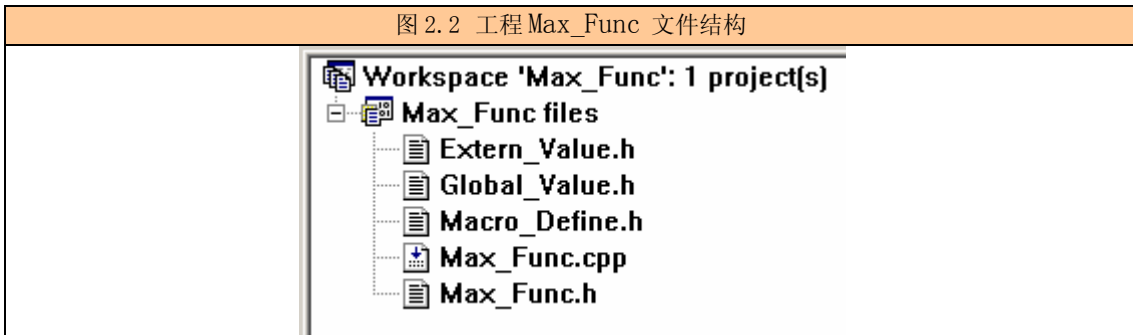 图 2.2 工程 Max_Func 文件结构
Workspace 'Max_Func': 1 project(s)
Max_Func files
Extern_Value.h
Global_Value.h
Macro_Define.h
Max_Func.cpp
Max_Func.h